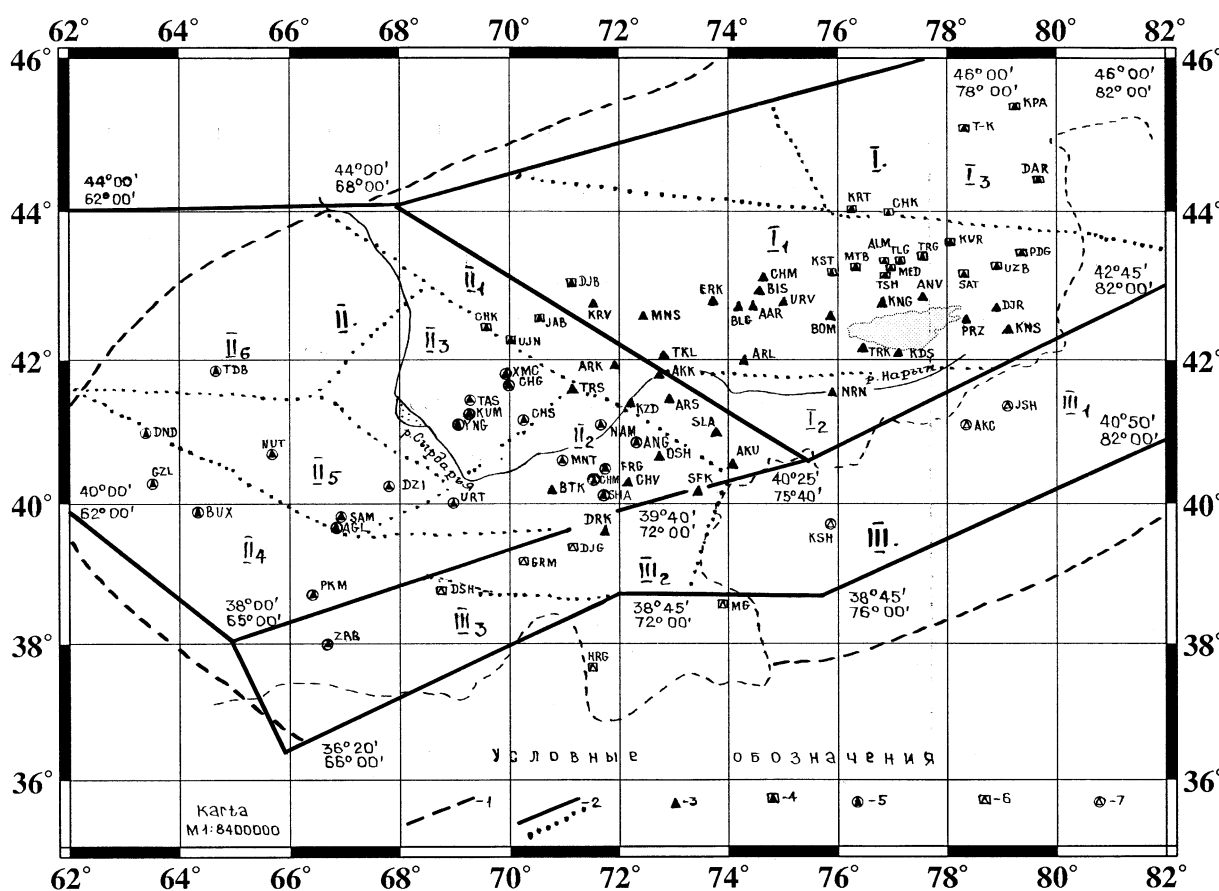 62° 64° 66° 68° 70° 72° 74° 76° 78° 80° 82°
46° 46°
46°00' 46°00'
78°00' 82°00'
KPA
T-K
I
I3
DAR
44°00' 44°00'
62°00' 68°00'
KRT CHK
44° 44°
I1
ALM TLG TRG KWR PDG
KST MTB MED UZB
TSH SAT
42°45'
82°00'
II1
DJB
CHM
BIS
ERK URV KNG ANV
BLG AAR
DJR
KRV MNS BOM PRZ KNS
II
CHK JAB
II3
UJN
II6
42° 42°
TDB
XMC
CHG
ARK TKL ARL TRK KDS
AKK
TRS
р. Нарын
NRN
TAS
KUM
YNG
CHS
KZD ARS
I2
JSH
III1
AKC
40°50'
82°00'
DND
NUT
р. Сырдарья
II2
NAM ANG
SLA
OSH AKU
MNT FRG
GZL
II5
DZI
CHM CHV
BTK SHA SFK
40°25'
75°40'
40°00'
62°00'
40° 40°
BUX
URT
SAM
AGL
DRK
39°40'
72°00'
KSH
III
II4
DJG
GRM
III2
PKM
DSH
38°00'
65°00'
III3
38°45'
72°00'
MG
38°45'
76°00'
38° 38°
ZAB
HRG
36°20'
66°00'
Условные обозначения
36° 36°
Karta
M1:8400000
-1 -2 -3 -4 -5 -6 -7
62° 64° 66° 68° 70° 72° 74° 76° 78° 80° 82°